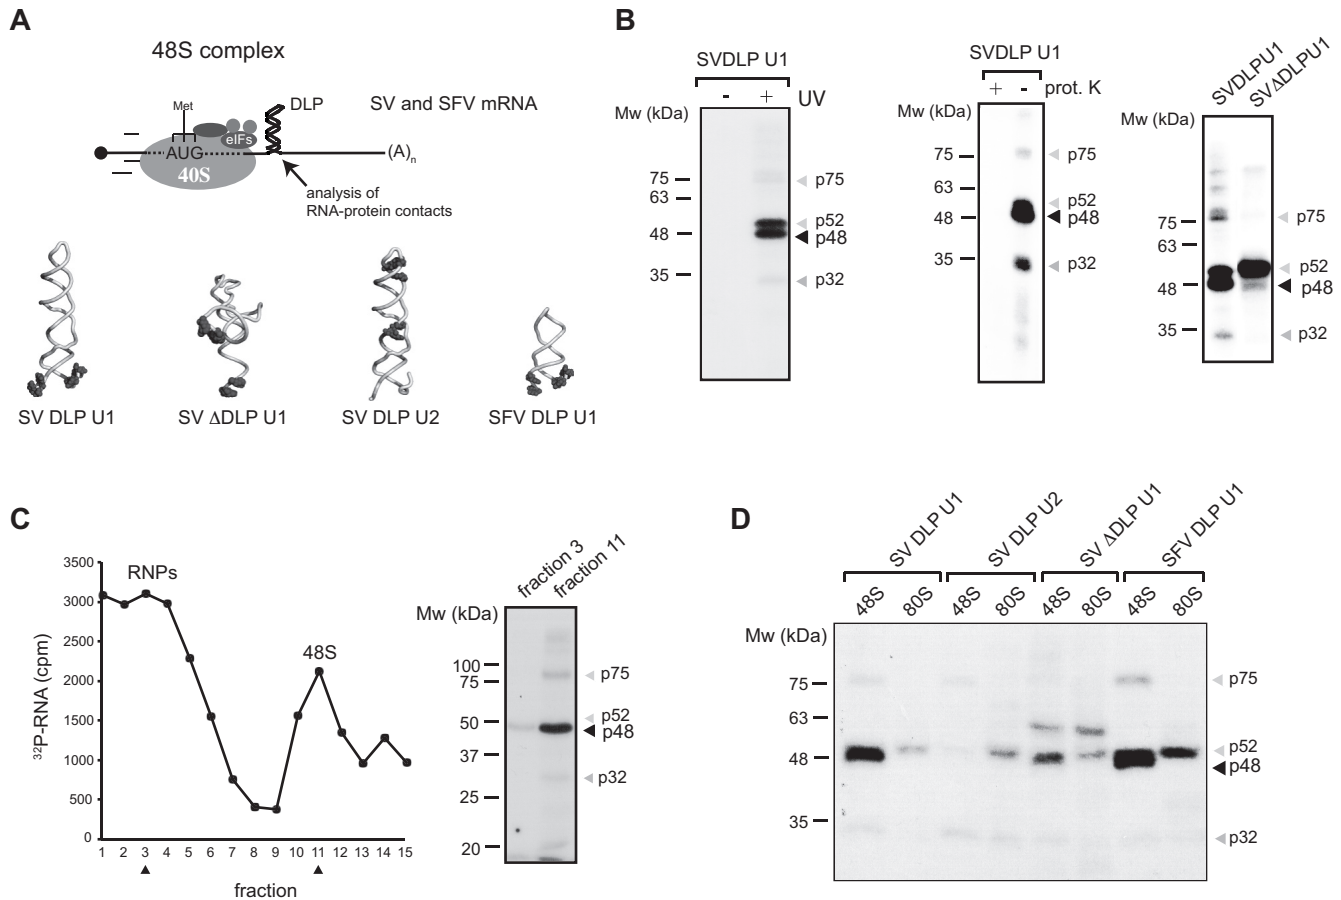 A
48S complex
Met
DLP
SV and SFV mRNA
eIFs
AUG
(A)n
40S
analysis of
RNA-protein contacts
SV DLP U1
SV ΔDLP U1
SV DLP U2
SFV DLP U1
B
SVDLP U1
- + UV
Mw (kDa)
75
63
48
35
p75
p52
p48
p32
SVDLP U1
+ - prot. K
Mw (kDa)
75
63
48
35
p75
p52
p48
p32
SVDLPU1
SVΔDLPU1
Mw (kDa)
75
63
48
35
p75
p52
p48
p32
C
32P-RNA (cpm)
3500
3000
2500
2000
1500
1000
500
0
RNPs
48S
1 2 3 4 5 6 7 8 9 10 11 12 13 14 15
fraction
fraction 3
fraction 11
Mw (kDa)
100
75
50
37
25
20
p75
p52
p48
p32
D
SV DLP U1
SV DLP U2
SV ΔDLP U1
SFV DLP U1
48S 80S 48S 80S 48S 80S 48S 80S
Mw (kDa)
75
63
48
35
p75
p52
p48
p32